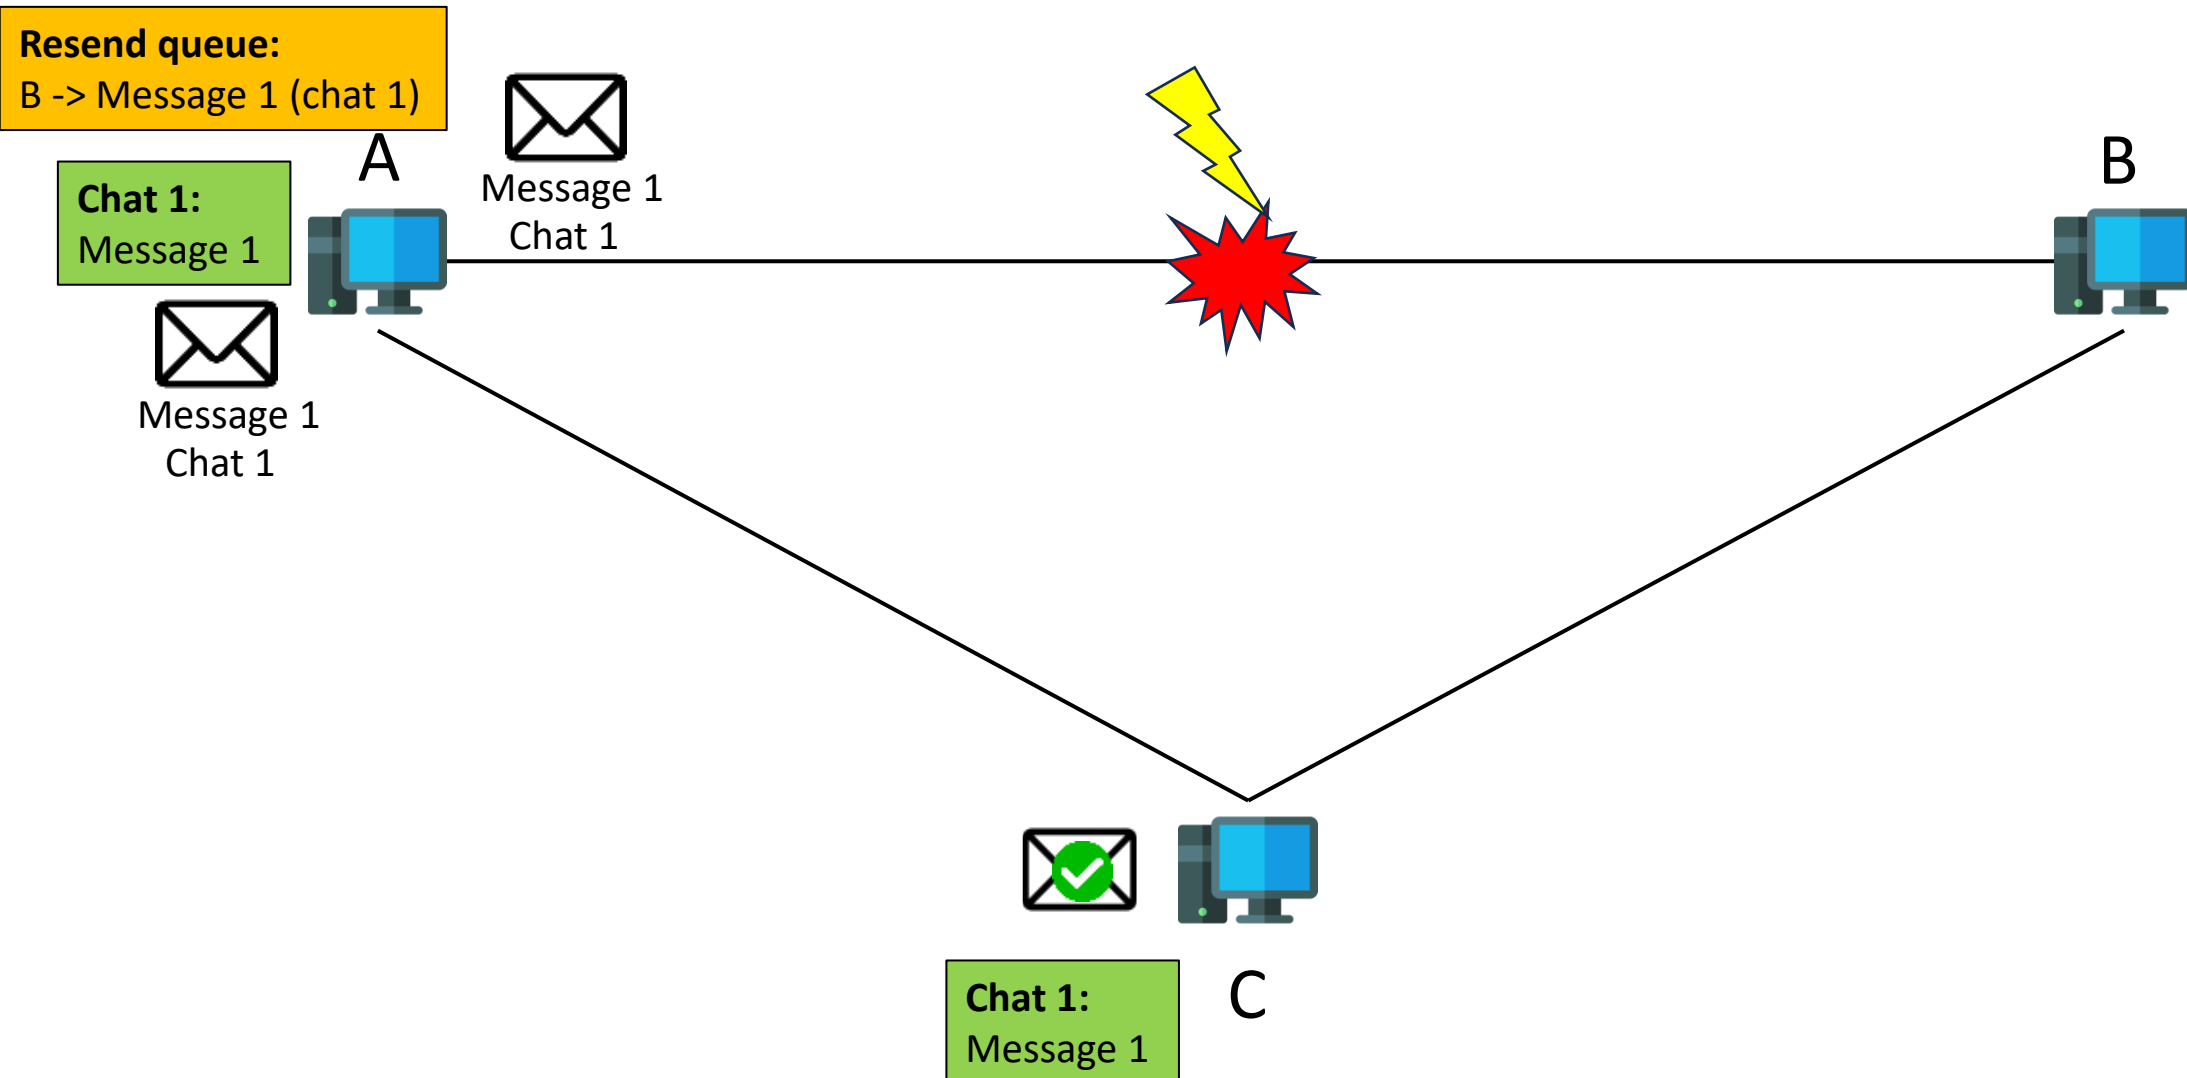 Resend queue:
B -> Message 1 (chat 1)
A
Message 1
Chat 1
B
Chat 1:
Message 1
Message 1
Chat 1
C
Chat 1:
Message 1